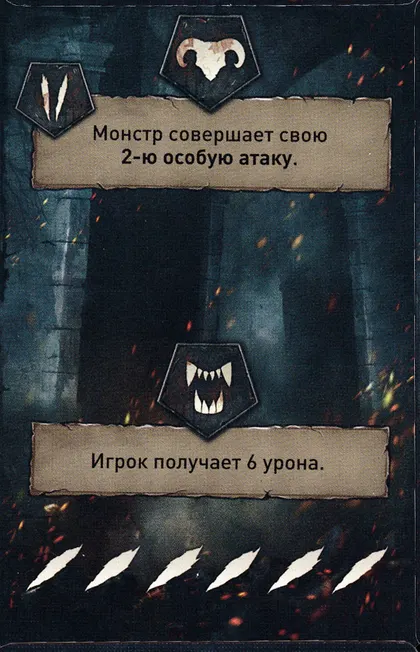 Монстр совершает свою
2-ю особую атаку.
Игрок получает 6 урона.